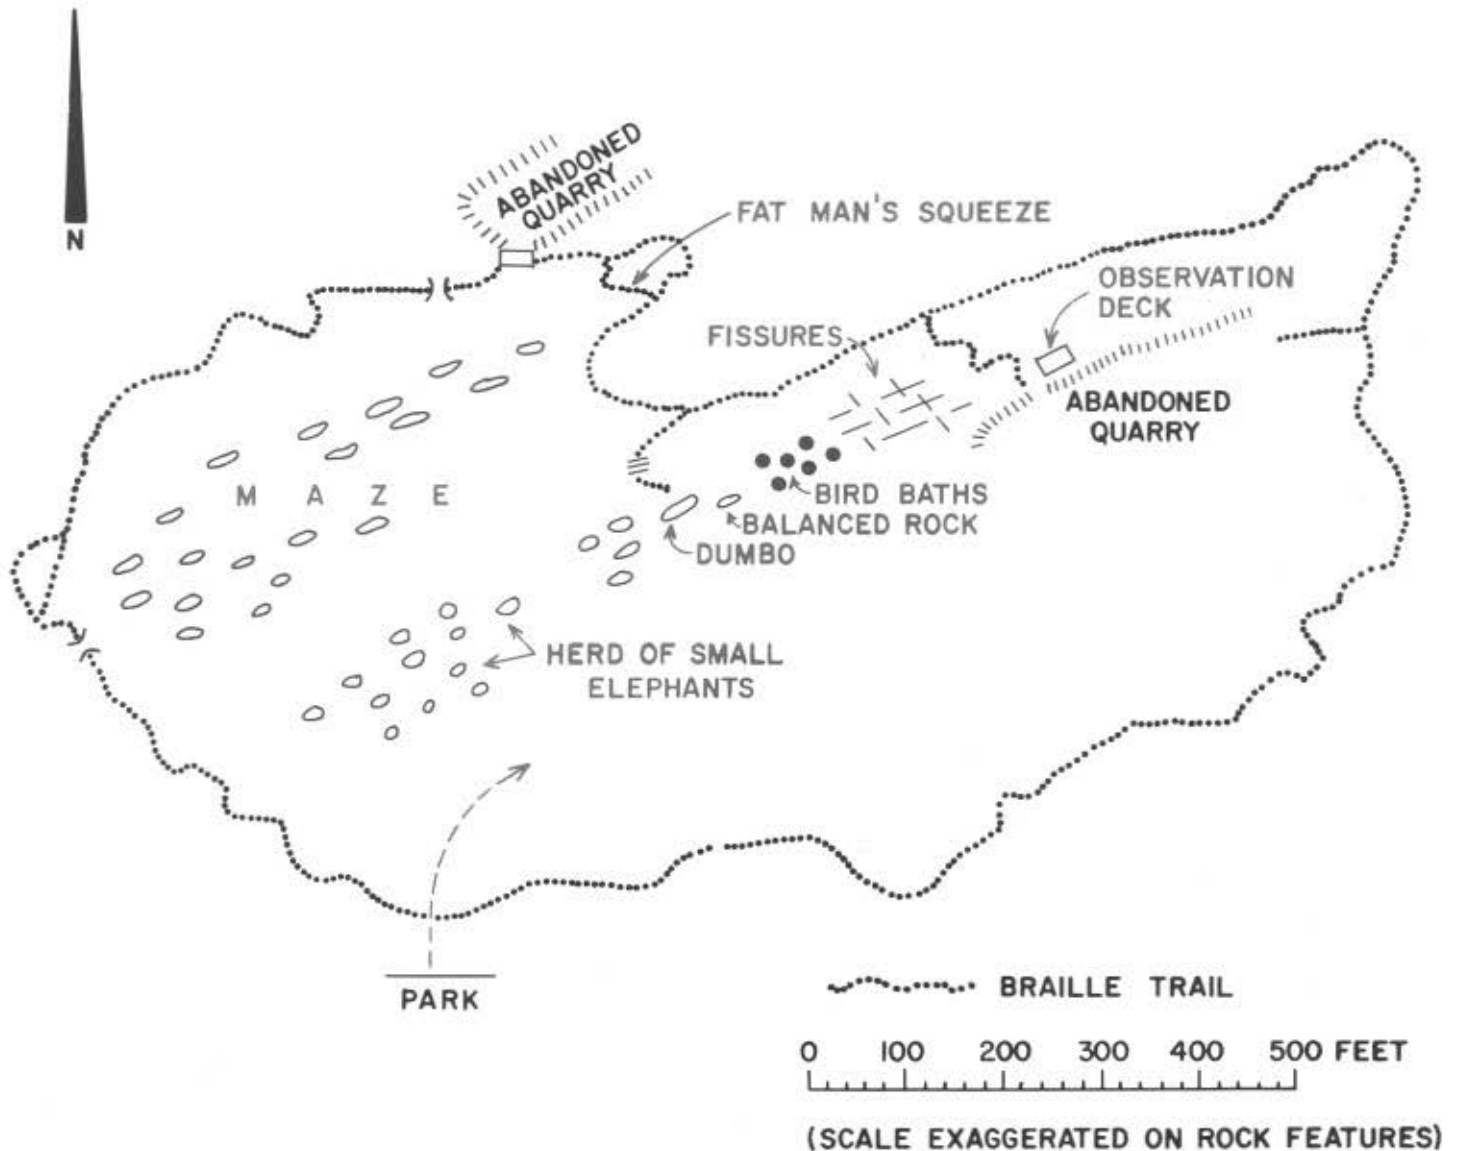 N
ABANDONED
QUARRY
FAT MAN'S SQUEEZE
OBSERVATION
DECK
FISSURES
ABANDONED
QUARRY
M A Z E
BIRD BATHS
BALANCED ROCK
DUMBO
HERD OF SMALL
ELEPHANTS
PARK
BRAILLE TRAIL
0 100 200 300 400 500 FEET
(SCALE EXAGGERATED ON ROCK FEATURES)